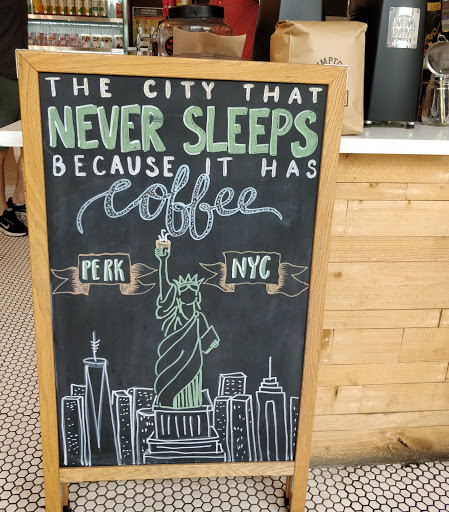 THE CITY THAT
NEVER SLEEPS
BECAUSE IT HAS
coffee
PERK
NYC